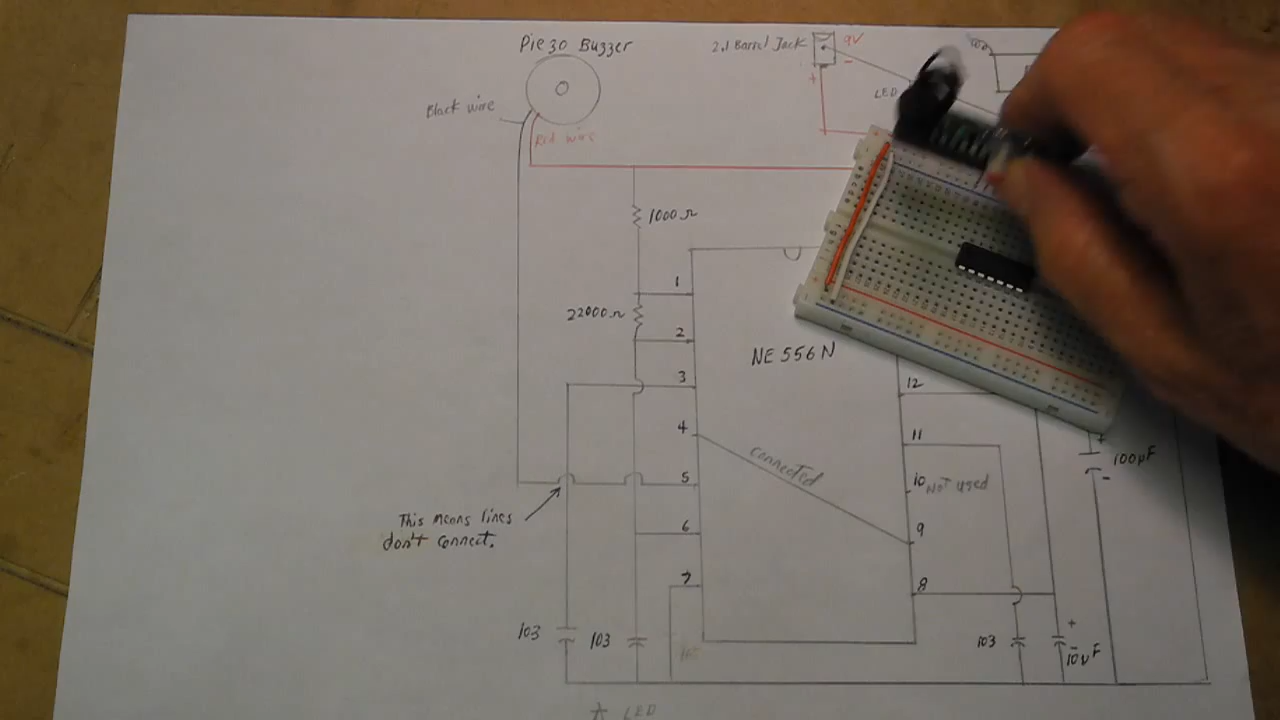 Piezo Buzzer
2.1 Barrel Jack
9V
-
+
LED
Black wire
Red wire
1000 Ω
1
22000 Ω
2
NE 556 N
3
12
4
connected
11
100µF
+
-
10 Not used
5
This means lines
don't connect.
6
9
7
8
103
103
103
+
10µF
-
LED